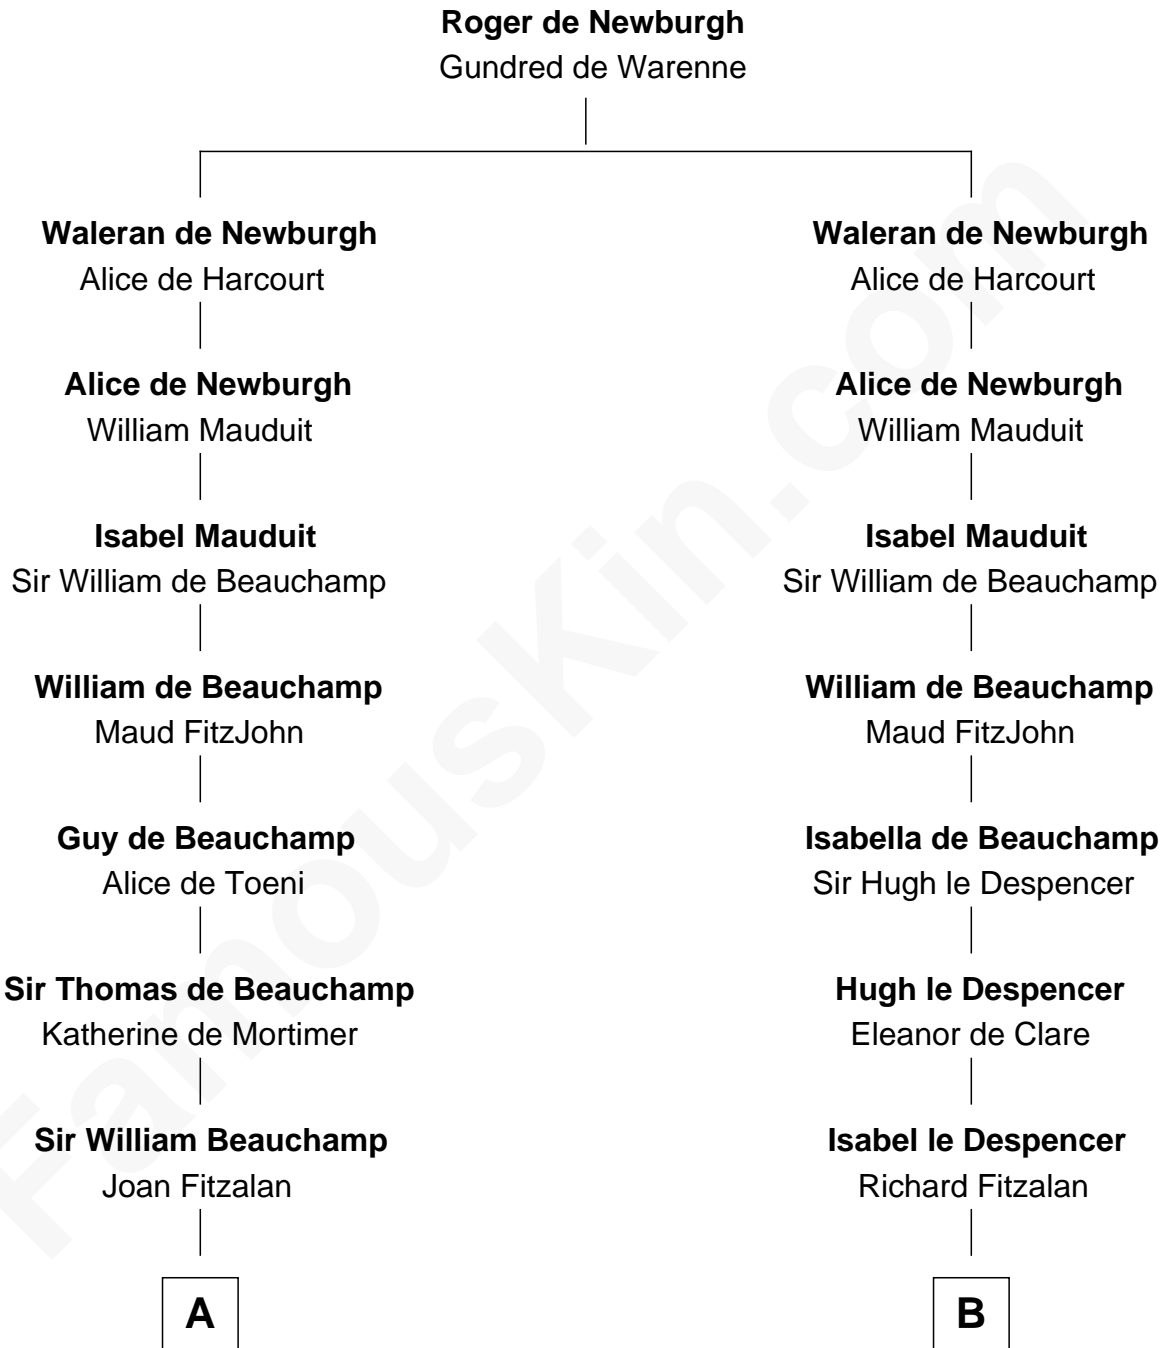 Roger de Newburgh
Gundred de Warenne
Waleran de Newburgh
Alice de Harcourt
Alice de Newburgh
William Mauduit
Isabel Mauduit
Sir William de Beauchamp
William de Beauchamp
Maud FitzJohn
Guy de Beauchamp
Alice de Toeni
Sir Thomas de Beauchamp
Katherine de Mortimer
Sir William Beauchamp
Joan Fitzalan
A
Waleran de Newburgh
Alice de Harcourt
Alice de Newburgh
William Mauduit
Isabel Mauduit
Sir William de Beauchamp
William de Beauchamp
Maud FitzJohn
Isabella de Beauchamp
Sir Hugh le Despencer
Hugh le Despencer
Eleanor de Clare
Isabel le Despencer
Richard Fitzalan
B
FamousKin.com